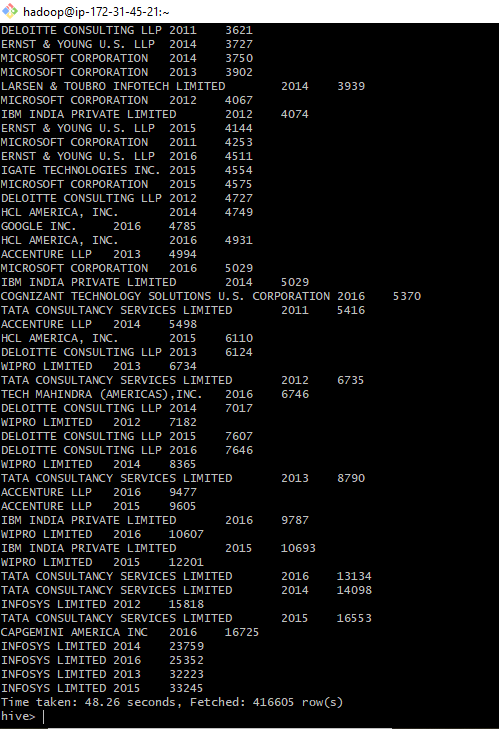 hadoop@ip-172-31-45-21:~
DELOITTE CONSULTING LLP 2011 3621
ERNST & YOUNG U.S. LLP 2014 3727
MICROSOFT CORPORATION 2014 3750
MICROSOFT CORPORATION 2013 3902
LARSEN & TOUBRO INFOTECH LIMITED 2014 3939
MICROSOFT CORPORATION 2012 4067
IBM INDIA PRIVATE LIMITED 2012 4074
ERNST & YOUNG U.S. LLP 2015 4144
MICROSOFT CORPORATION 2011 4253
ERNST & YOUNG U.S. LLP 2016 4511
IGATE TECHNOLOGIES INC. 2015 4554
MICROSOFT CORPORATION 2015 4575
DELOITTE CONSULTING LLP 2012 4727
HCL AMERICA, INC. 2014 4749
GOOGLE INC. 2016 4785
HCL AMERICA, INC. 2016 4931
ACCENTURE LLP 2013 4994
MICROSOFT CORPORATION 2016 5029
IBM INDIA PRIVATE LIMITED 2014 5029
COGNIZANT TECHNOLOGY SOLUTIONS U.S. CORPORATION 2016 5370
TATA CONSULTANCY SERVICES LIMITED 2011 5416
ACCENTURE LLP 2014 5498
HCL AMERICA, INC. 2015 6110
DELOITTE CONSULTING LLP 2013 6124
WIPRO LIMITED 2013 6734
TATA CONSULTANCY SERVICES LIMITED 2012 6735
TECH MAHINDRA (AMERICAS),INC. 2016 6746
DELOITTE CONSULTING LLP 2014 7017
WIPRO LIMITED 2012 7182
DELOITTE CONSULTING LLP 2015 7607
DELOITTE CONSULTING LLP 2016 7646
WIPRO LIMITED 2014 8365
TATA CONSULTANCY SERVICES LIMITED 2013 8790
ACCENTURE LLP 2016 9477
ACCENTURE LLP 2015 9605
IBM INDIA PRIVATE LIMITED 2016 9787
WIPRO LIMITED 2016 10607
IBM INDIA PRIVATE LIMITED 2015 10693
WIPRO LIMITED 2015 12201
TATA CONSULTANCY SERVICES LIMITED 2016 13134
TATA CONSULTANCY SERVICES LIMITED 2014 14098
INFOSYS LIMITED 2012 15818
TATA CONSULTANCY SERVICES LIMITED 2015 16553
CAPGEMINI AMERICA INC 2016 16725
INFOSYS LIMITED 2014 23759
INFOSYS LIMITED 2016 25352
INFOSYS LIMITED 2013 32223
INFOSYS LIMITED 2015 33245
Time taken: 48.26 seconds, Fetched: 416605 row(s)
hive>